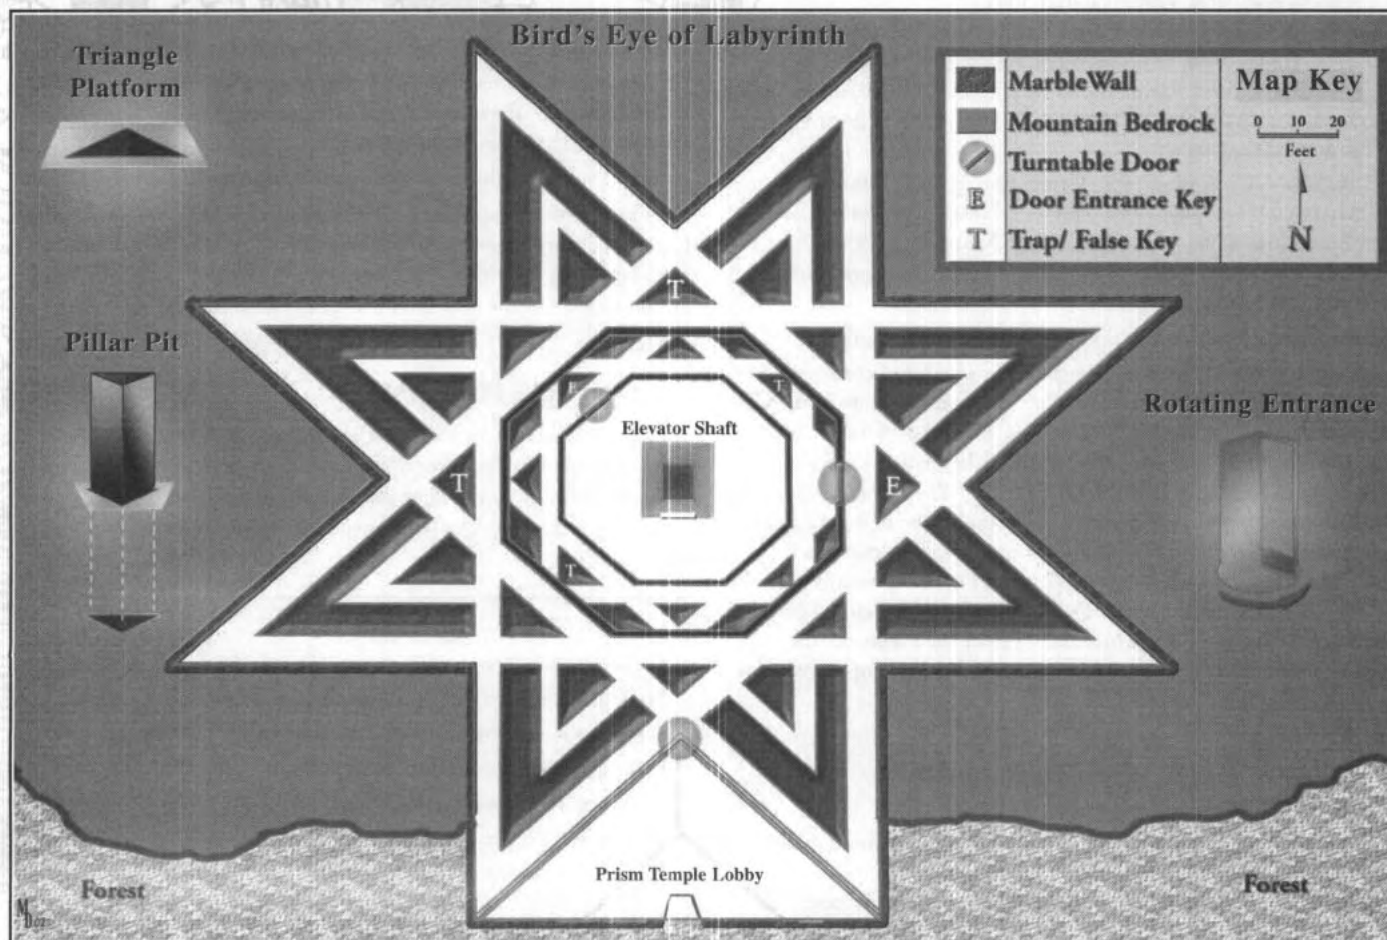 Bird's Eye of Labyrinth
Triangle
Platform
MarbleWall
Mountain Bedrock
Turntable Door
E Door Entrance Key
T Trap/ False Key
Map Key
0 10 20
Feet
N
Pillar Pit
Rotating Entrance
T
E
T
Elevator Shaft
T
E
T
Prism Temple Lobby
Forest
Forest